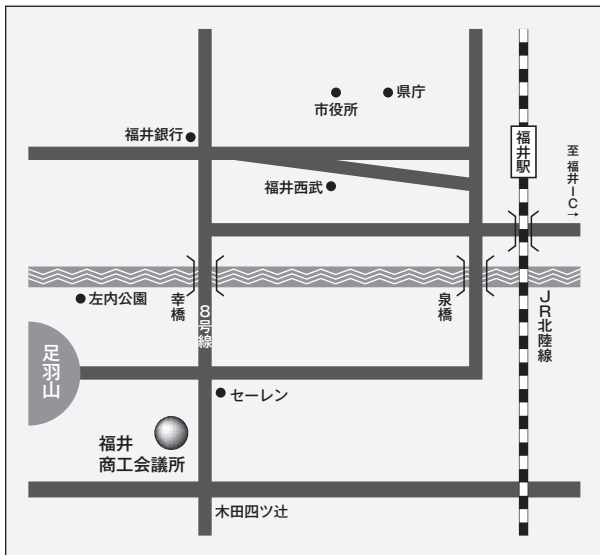 市役所
県庁
福井銀行
福井駅
至 福井IC→
福井西武
左内公園
幸橋
8号線
泉橋
JR北陸線
足羽山
セーレン
福井
商工会議所
木田四ツ辻